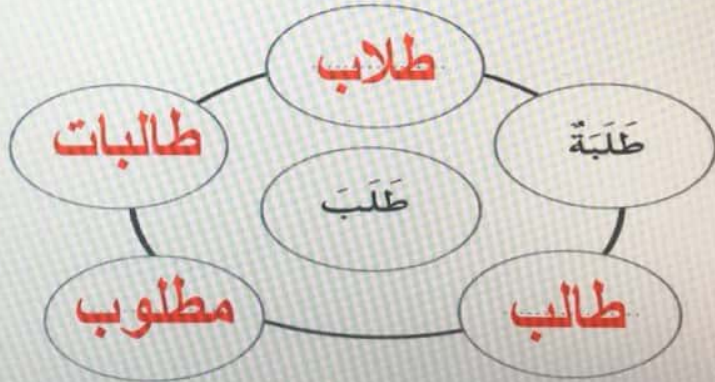 طلاب
طَلَبَةٌ
طالبات
طَلَبَ
طالب
مطلوب